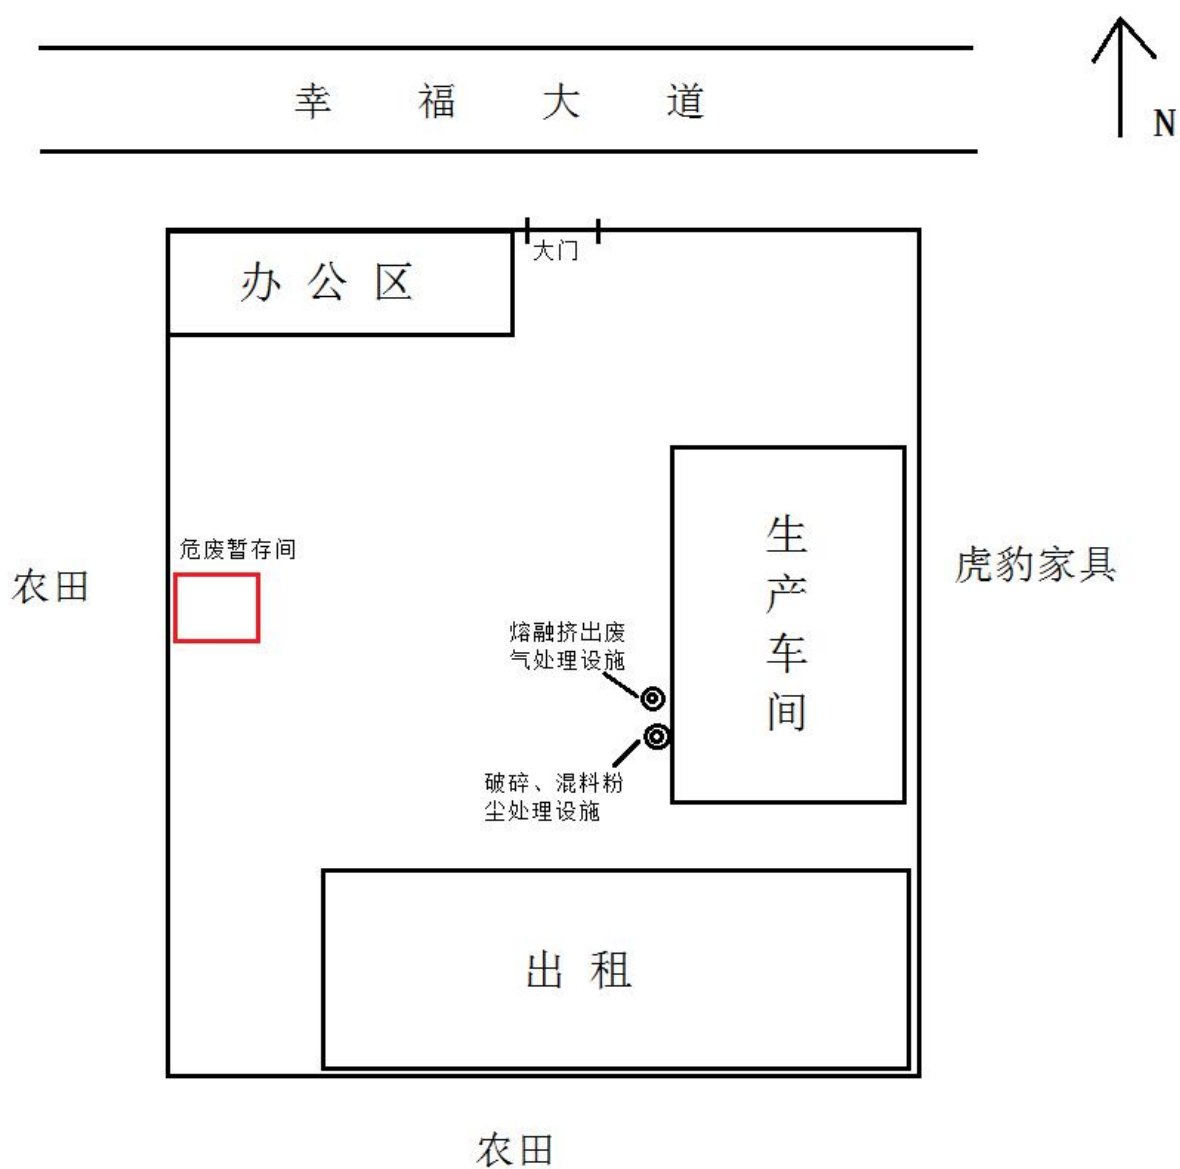 幸福大道
N
大门
办公区
危废暂存间
农田
生产车间
虎豹家具
熔融挤出废
气处理设施
破碎、混料粉
尘处理设施
出租
农田